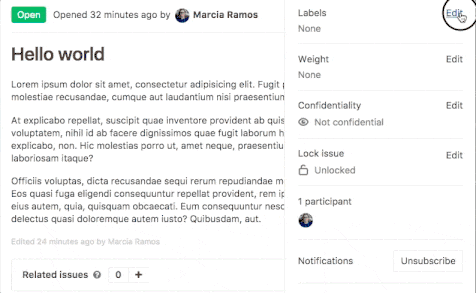 Open Opened 32 minutes ago by Marcia Ramos
Hello world
Lorem ipsum dolor sit amet, consectetur adipisicing elit. Fugit p
molestiae recusandae, cumque aut laudantium nisi praesentiun
At explicabo repellat, suscipit quae inventore provident ab quis
voluptatem, nihil id ab facere dignissimos quae fugit laborum h
explicabo, non. Hic molestias porro ut, amet neque, praesentiu
laboriosam itaque?
Officiis voluptas, dicta recusandae sequi rerum repudiandae m
Eos quasi fuga eligendi consequuntur repellat provident, rem ip
eius autem, quia, quisquam obcaecati. Eum consequuntur nesc
delectus quasi doloremque autem iusto? Quibusdam, aut.
Edited 24 minutes ago by Marcia Ramos
Related issues ? 0 +
Labels Edit
None
Weight Edit
None
Confidentiality Edit
Not confidential
Lock issue Edit
Unlocked
1 participant
Notifications Unsubscribe